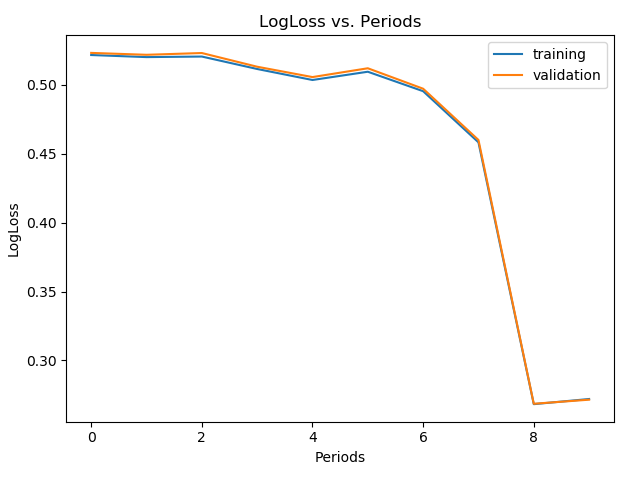 LogLoss vs. Periods
training
validation
LogLoss
0.50
0.45
0.40
0.35
0.30
0 2 4 6 8
Periods